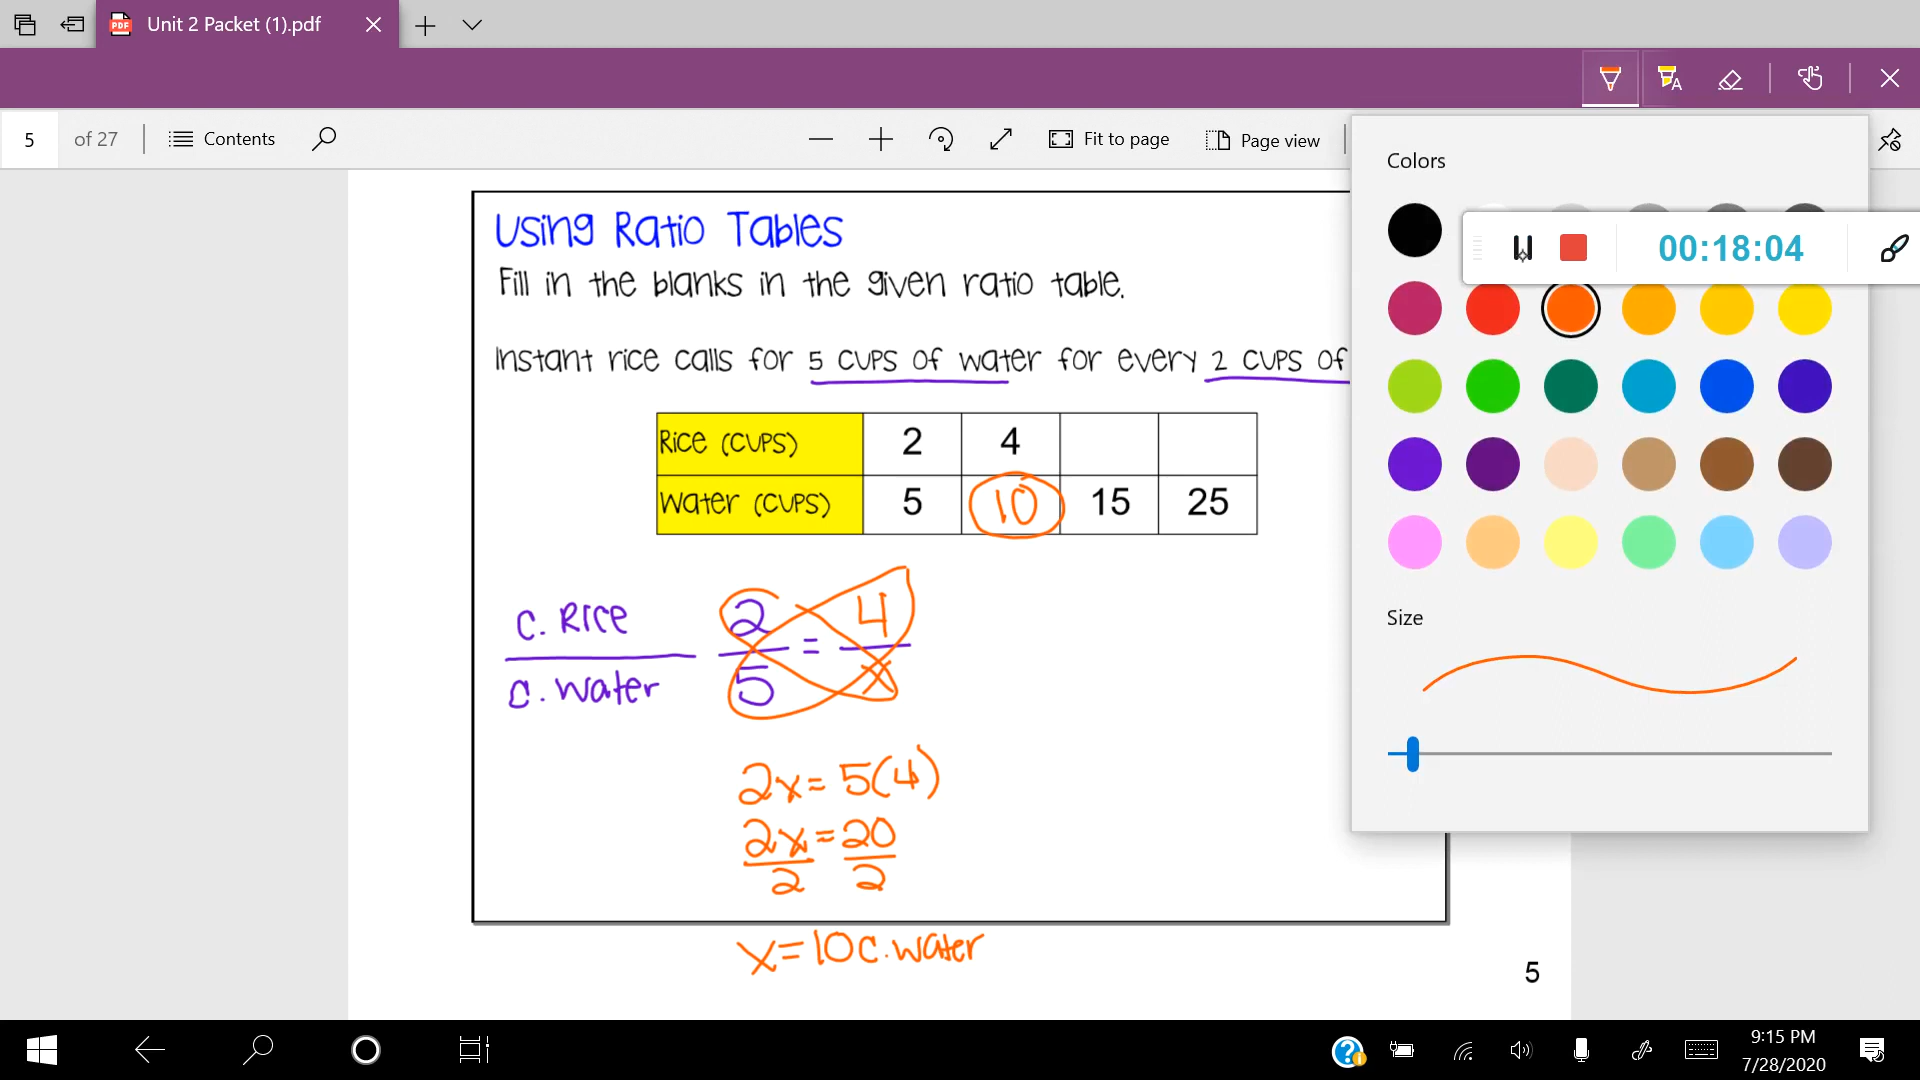 Unit 2 Packet (1).pdf
5 of 27 Contents Fit to page Page view
Colors
00:18:04
Using Ratio Tables
Fill in the blanks in the given ratio table.
Instant rice calls for 5 cups of water for every 2 cups of
Rice (cups) 2 4
Water (cups) 5 10 15 25
Size
c. Rice 2 = 4
c. water 5 x
2x = 5(4)
2x = 20
2 2
x = 10 c. water
5
9:15 PM
7/28/2020